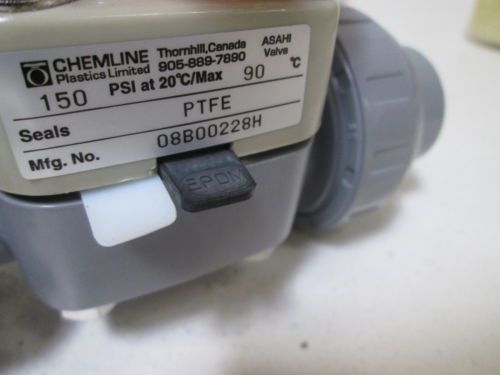 CHEMLINE Thornhill,Canada ASAHI
Plastics Limited 905-889-7890 Valve
150 PSI at 20°C/Max 90 °C
Seals PTFE
Mfg. No. 08B00228H
EPDM